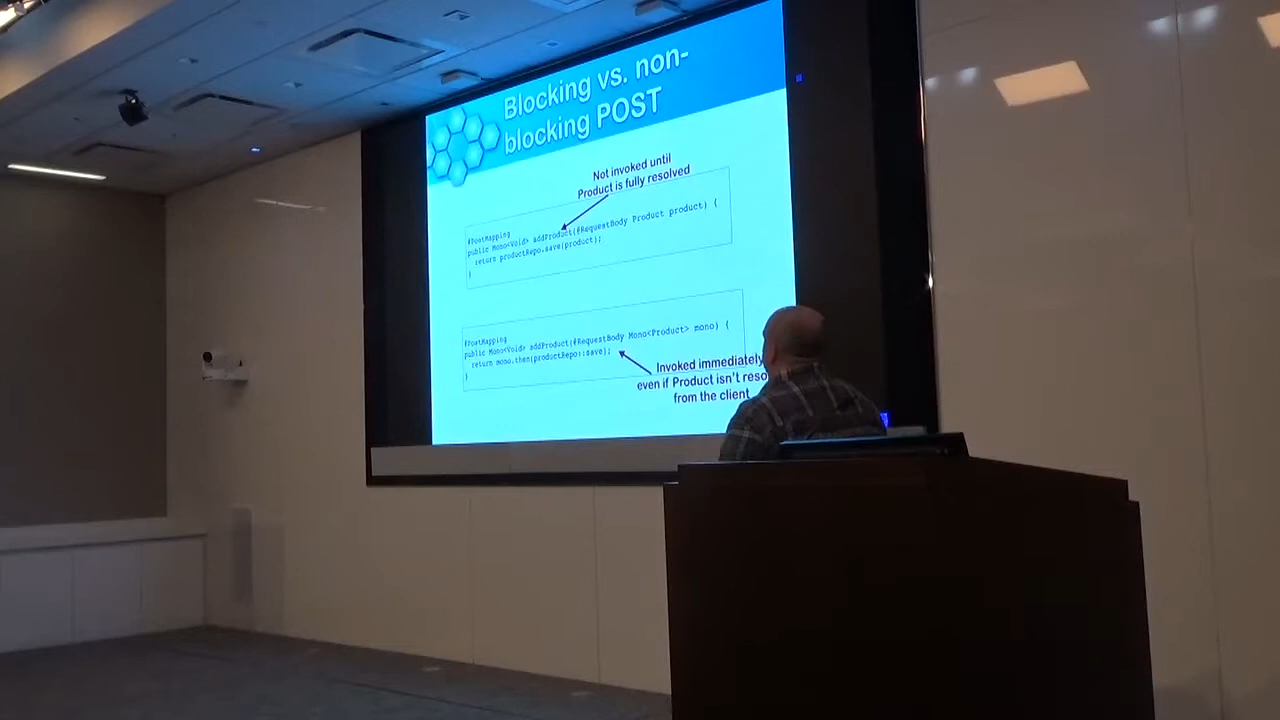 Blocking vs. non-
blocking POST
Not invoked until
Product is fully resolved
@PostMapping
public Mono<Void> addProduct(@RequestBody Product product) {
return productRepo.save(product);
}
@PostMapping
public Mono<Void> addProduct(@RequestBody Mono<Product> mono) {
return mono.then(productRepo::save);
}
Invoked immediately
even if Product isn't reso
from the client